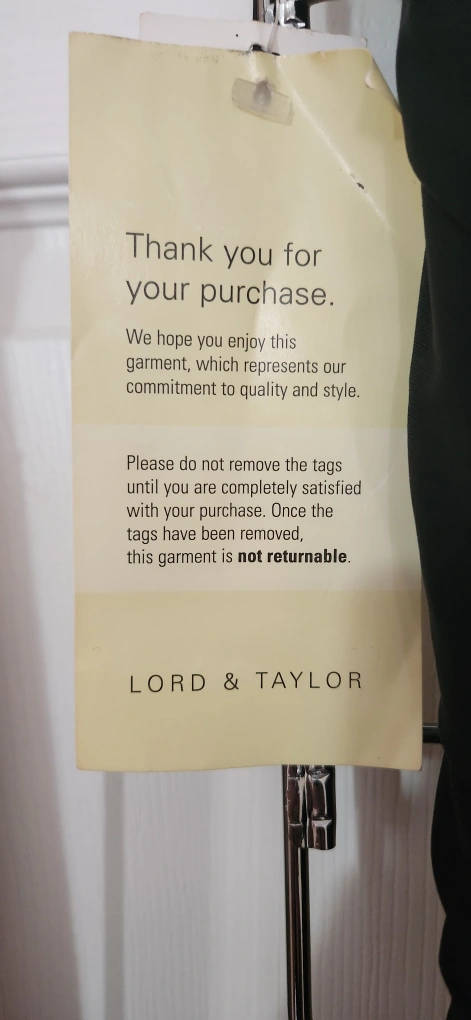 Thank you for
your purchase.
We hope you enjoy this
garment, which represents our
commitment to quality and style.
Please do not remove the tags
until you are completely satisfied
with your purchase. Once the
tags have been removed,
this garment is not returnable.
LORD & TAYLOR